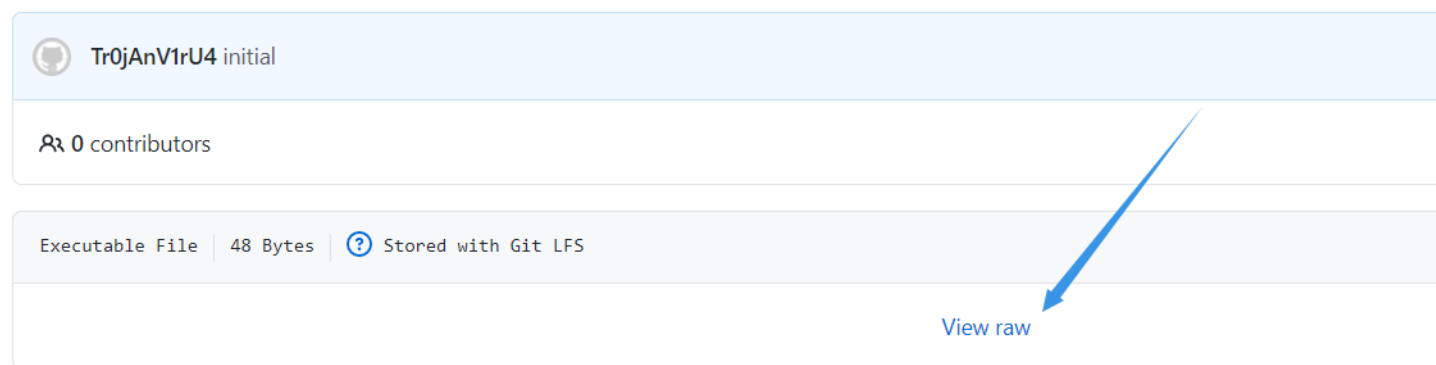 Tr0jAnV1rU4 initial
0 contributors
Executable File 48 Bytes ? Stored with Git LFS
View raw